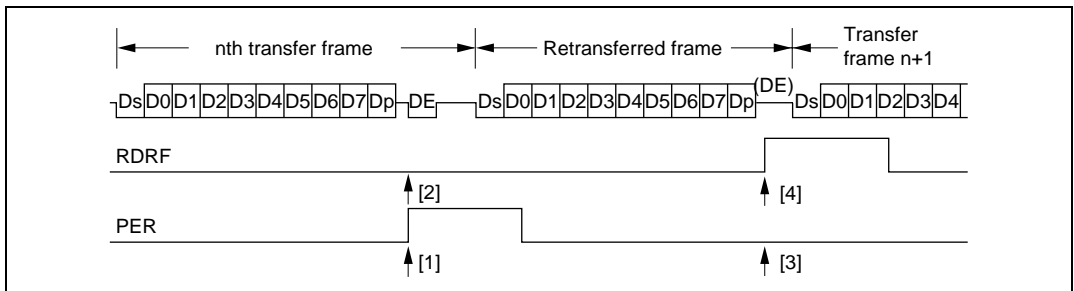 nth transfer frame Retransferred frame Transfer
frame n+1
(DE)
Ds D0 D1 D2 D3 D4 D5 D6 D7 Dp DE Ds D0 D1 D2 D3 D4 D5 D6 D7 Dp Ds D0 D1 D2 D3 D4
RDRF
[2] [4]
PER
[1] [3]